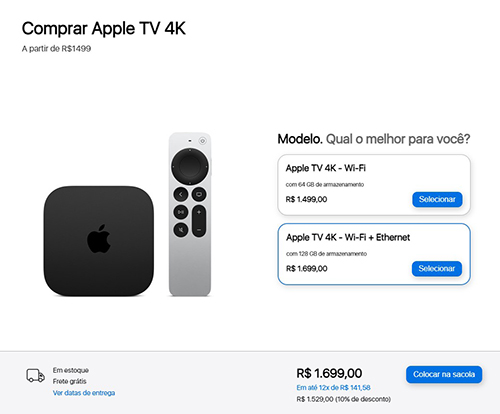 Comprar Apple TV 4K
A partir de R$1499
Modelo. Qual o melhor para você?
Apple TV 4K - Wi-Fi
com 64 GB de armazenamento
R$ 1.499,00
Selecionar
Apple TV 4K - Wi-Fi + Ethernet
com 128 GB de armazenamento
R$ 1.699,00
Selecionar
Em estoque
Frete grátis
Ver datas de entrega
R$ 1.699,00
Em até 12x de R$ 141,58
R$ 1.529,00 (10% de desconto)
Colocar na sacola